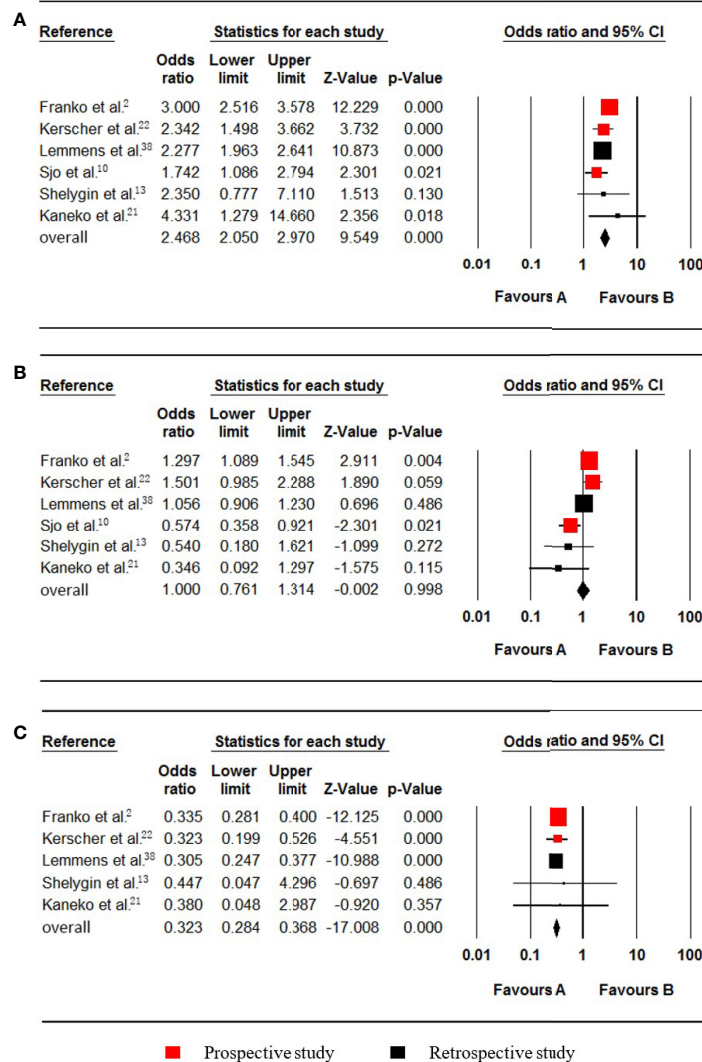 A
Reference Statistics for each study Odds ratio and 95% CI
Odds ratio Lower limit Upper limit Z-Value p-Value
Franko et al.2 3.000 2.516 3.578 12.229 0.000
Kerscher et al.22 2.342 1.498 3.662 3.732 0.000
Lemmens et al.38 2.277 1.963 2.641 10.873 0.000
Sjo et al.10 1.742 1.086 2.794 2.301 0.021
Shelygin et al.13 2.350 0.777 7.110 1.513 0.130
Kaneko et al.21 4.331 1.279 14.660 2.356 0.018
overall 2.468 2.050 2.970 9.549 0.000
0.01 0.1 1 10 100
Favours A Favours B
B
Reference Statistics for each study Odds ratio and 95% CI
Odds ratio Lower limit Upper limit Z-Value p-Value
Franko et al.2 1.297 1.089 1.545 2.911 0.004
Kerscher et al.22 1.501 0.985 2.288 1.890 0.059
Lemmens et al.38 1.056 0.906 1.230 0.696 0.486
Sjo et al.10 0.574 0.358 0.921 -2.301 0.021
Shelygin et al.13 0.540 0.180 1.621 -1.099 0.272
Kaneko et al.21 0.346 0.092 1.297 -1.575 0.115
overall 1.000 0.761 1.314 -0.002 0.998
0.01 0.1 1 10 100
Favours A Favours B
C
Reference Statistics for each study Odds ratio and 95% CI
Odds ratio Lower limit Upper limit Z-Value p-Value
Franko et al.2 0.335 0.281 0.400 -12.125 0.000
Kerscher et al.22 0.323 0.199 0.526 -4.551 0.000
Lemmens et al.38 0.305 0.247 0.377 -10.988 0.000
Shelygin et al.13 0.447 0.047 4.296 -0.697 0.486
Kaneko et al.21 0.380 0.048 2.987 -0.920 0.357
overall 0.323 0.284 0.368 -17.008 0.000
0.01 0.1 1 10 100
Favours A Favours B
Prospective study Retrospective study